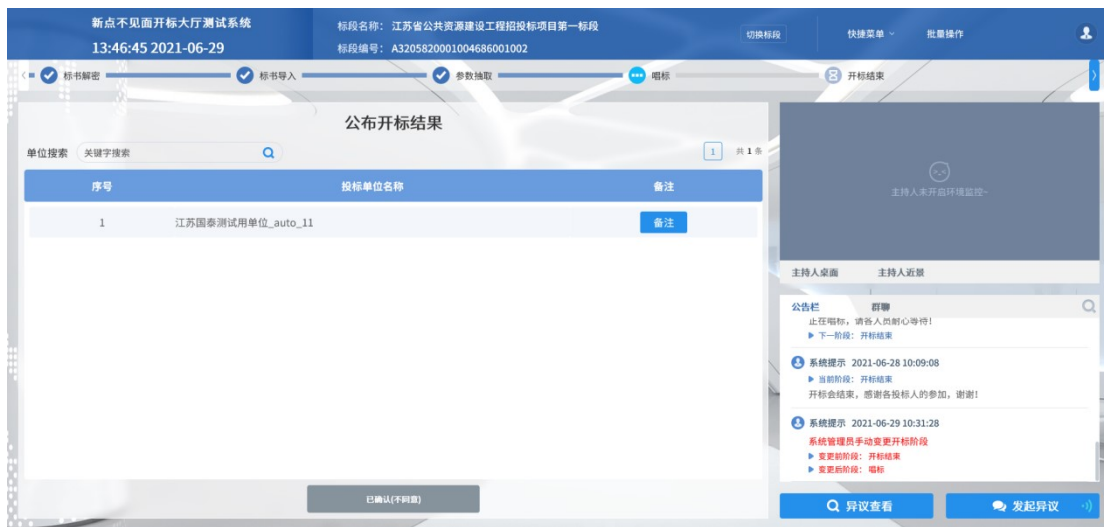 新点不见面开标大厅测试系统
13:46:45 2021-06-29
标段名称: 江苏省公共资源建设工程招投标项目第一标段
标段编号: A3205820001004686001002
切换标段
快捷菜单
批量操作
标书解密
标书导入
参数抽取
唱标
开标结束
公布开标结果
单位搜索 关键字搜索
1 共 1 条
序号 投标单位名称 备注
1 江苏国泰测试用单位_auto_11 备注
已确认(不同意)
主持人未开启环境监控~
主持人桌面 主持人近景
公告栏 群聊
正在唱标，请各人员耐心等待!
下一阶段: 开标结束
系统提示 2021-06-28 10:09:08
当前阶段: 开标结束
开标会结束，感谢各投标人的参加，谢谢!
系统提示 2021-06-29 10:31:28
系统管理员手动变更开标阶段
变更前阶段: 开标结束
变更后阶段: 唱标
异议查看
发起异议